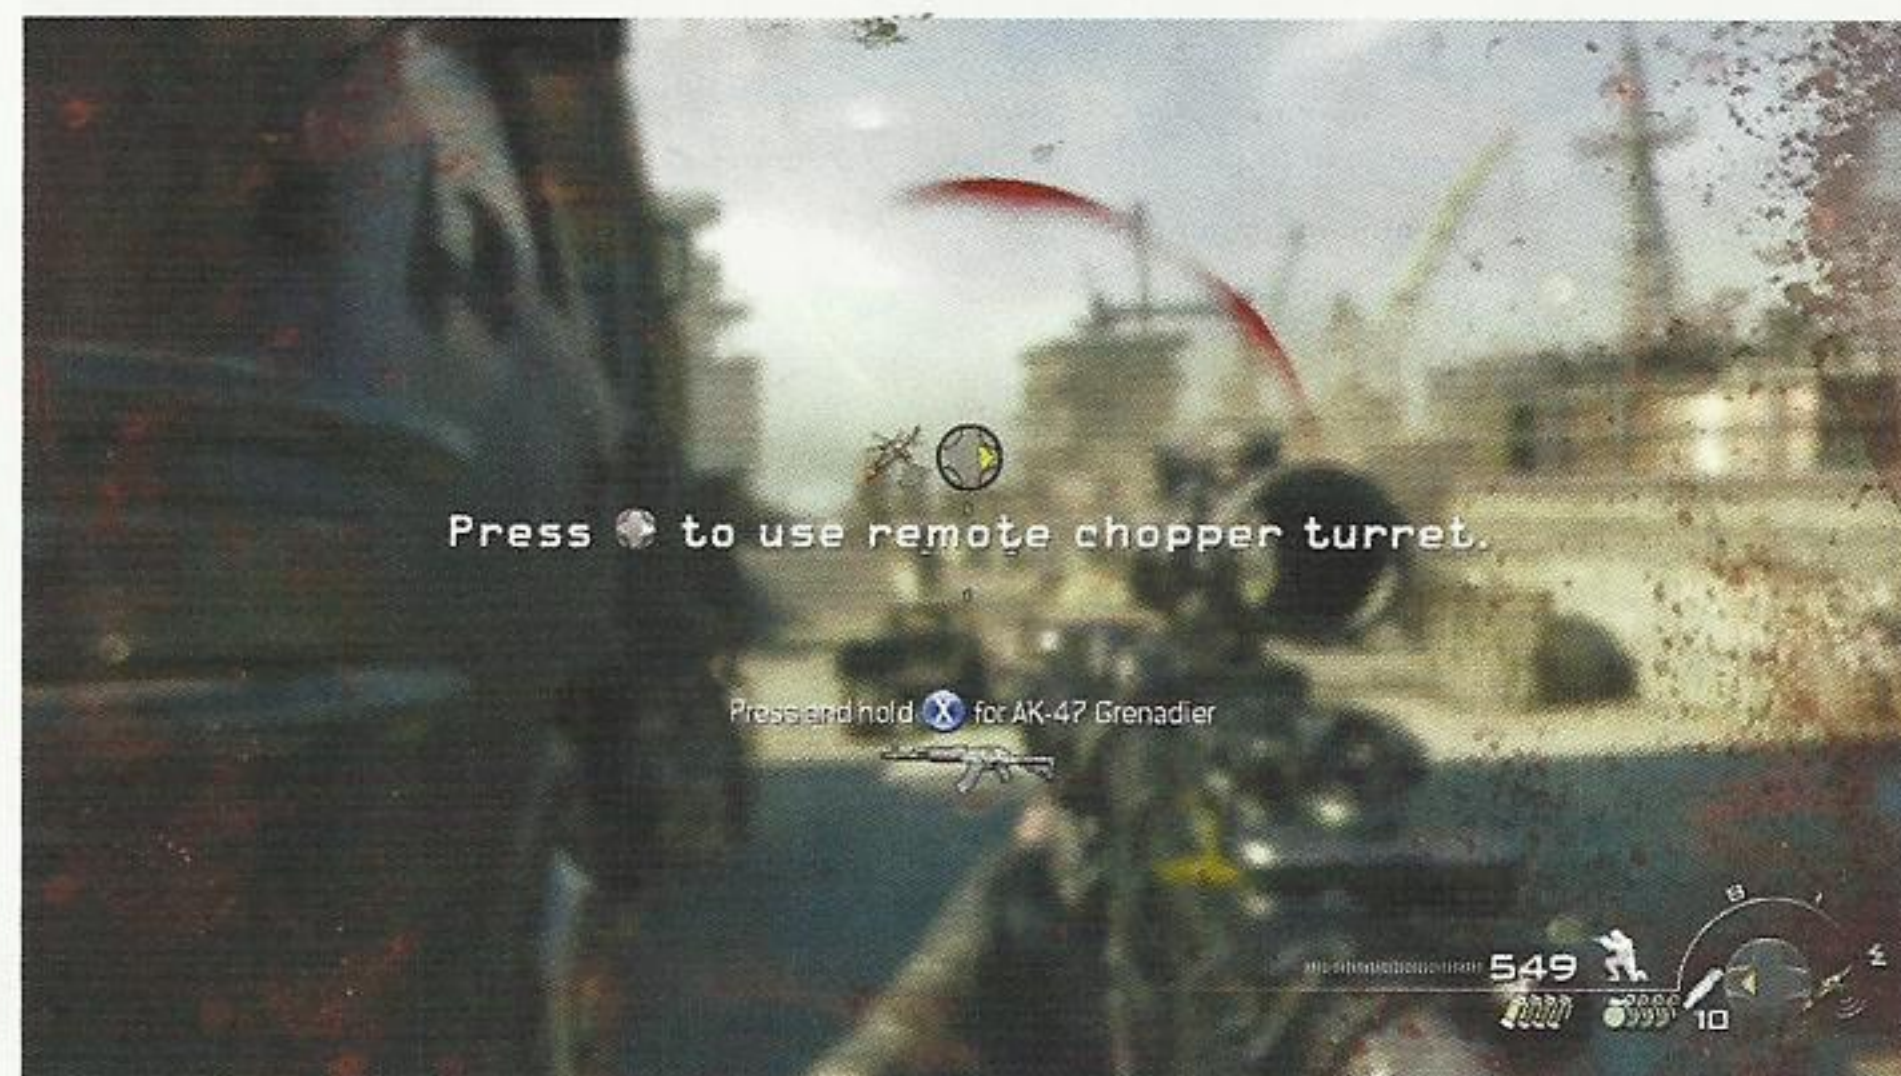 Press to use remote chopper turret.
Press and hold X for AK-47 Grenadier
549
10